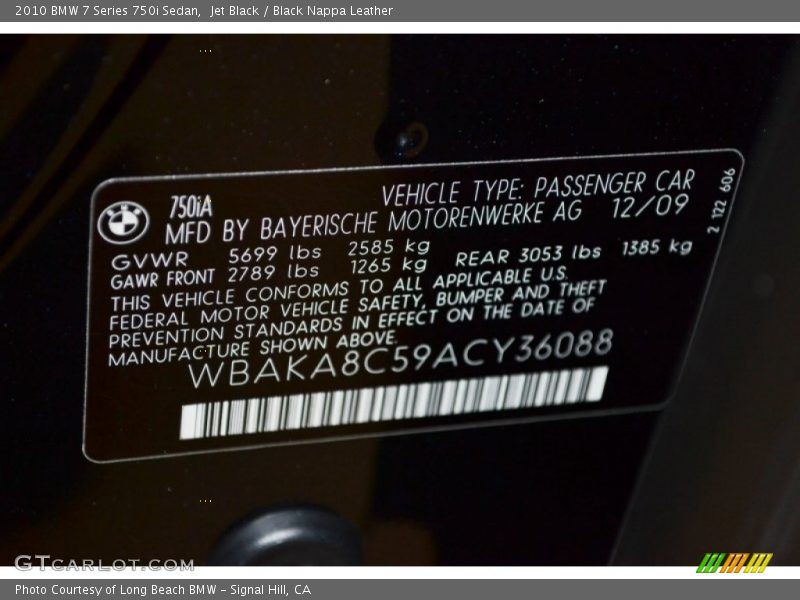 2010 BMW 7 Series 750i Sedan,  Jet Black / Black Nappa Leather
750iA VEHICLE TYPE: PASSENGER CAR
MFD BY BAYERISCHE MOTORENWERKE AG 12/09
GVWR 5699 lbs 2585 kg
GAWR FRONT 2789 lbs 1265 kg REAR 3053 lbs 1385 kg
THIS VEHICLE CONFORMS TO ALL APPLICABLE U.S.
FEDERAL MOTOR VEHICLE SAFETY, BUMPER AND THEFT
PREVENTION STANDARDS IN EFFECT ON THE DATE OF
MANUFACTURE SHOWN ABOVE.
WBAKA8C59ACY36088
2 122 606
GTCARLOT.COM
Photo Courtesy of Long Beach BMW - Signal Hill, CA